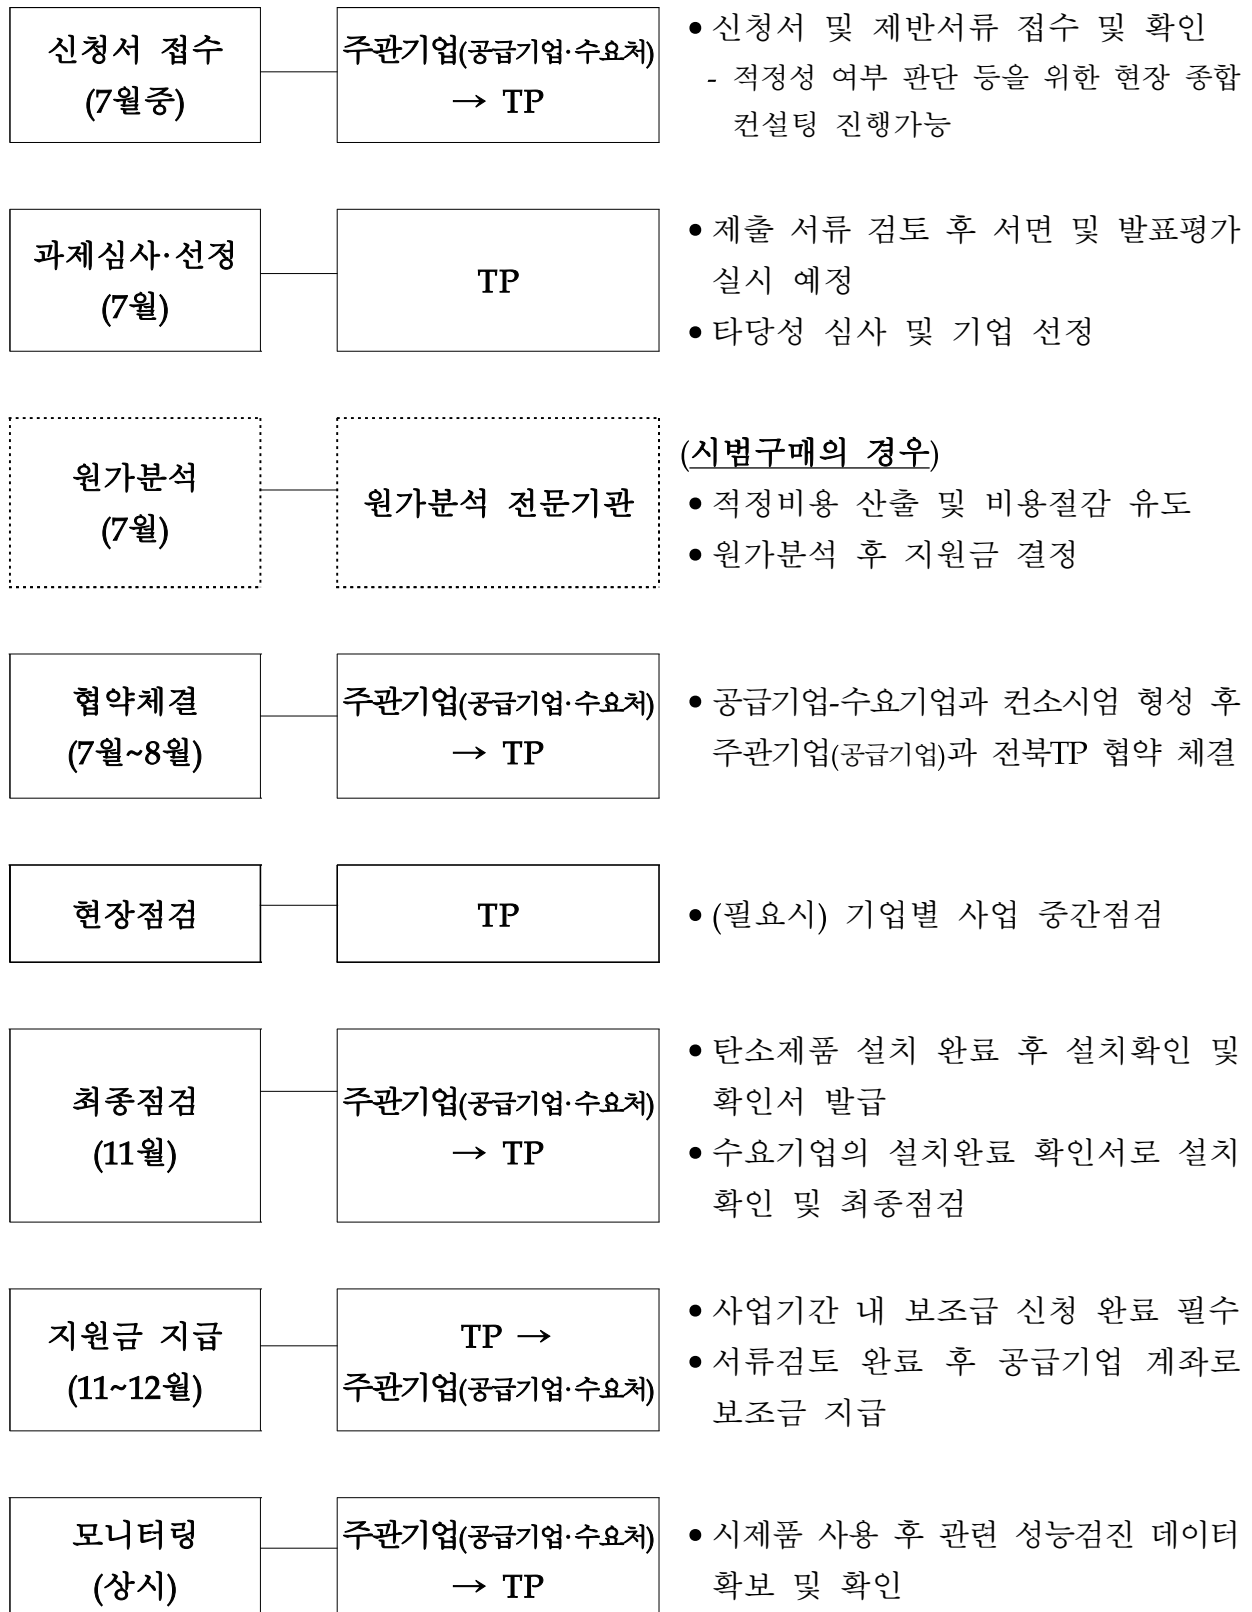 신청서 접수
(7월중)
주관기업(공급기업·수요처)
→ TP
• 신청서 및 제반서류 접수 및 확인
- 적정성 여부 판단 등을 위한 현장 종합
컨설팅 진행가능
과제심사·선정
(7월)
TP
• 제출 서류 검토 후 서면 및 발표평가
실시 예정
• 타당성 심사 및 기업 선정
원가분석
(7월)
원가분석 전문기관
(시범구매의 경우)
• 적정비용 산출 및 비용절감 유도
• 원가분석 후 지원금 결정
협약체결
(7월~8월)
주관기업(공급기업·수요처)
→ TP
• 공급기업-수요기업과 컨소시엄 형성 후
주관기업(공급기업)과 전북TP 협약 체결
현장점검
TP
• (필요시) 기업별 사업 중간점검
최종점검
(11월)
주관기업(공급기업·수요처)
→ TP
• 탄소제품 설치 완료 후 설치확인 및
확인서 발급
• 수요기업의 설치완료 확인서로 설치
확인 및 최종점검
지원금 지급
(11~12월)
TP →
주관기업(공급기업·수요처)
• 사업기간 내 보조급 신청 완료 필수
• 서류검토 완료 후 공급기업 계좌로
보조금 지급
모니터링
(상시)
주관기업(공급기업·수요처)
→ TP
• 시제품 사용 후 관련 성능검진 데이터
확보 및 확인